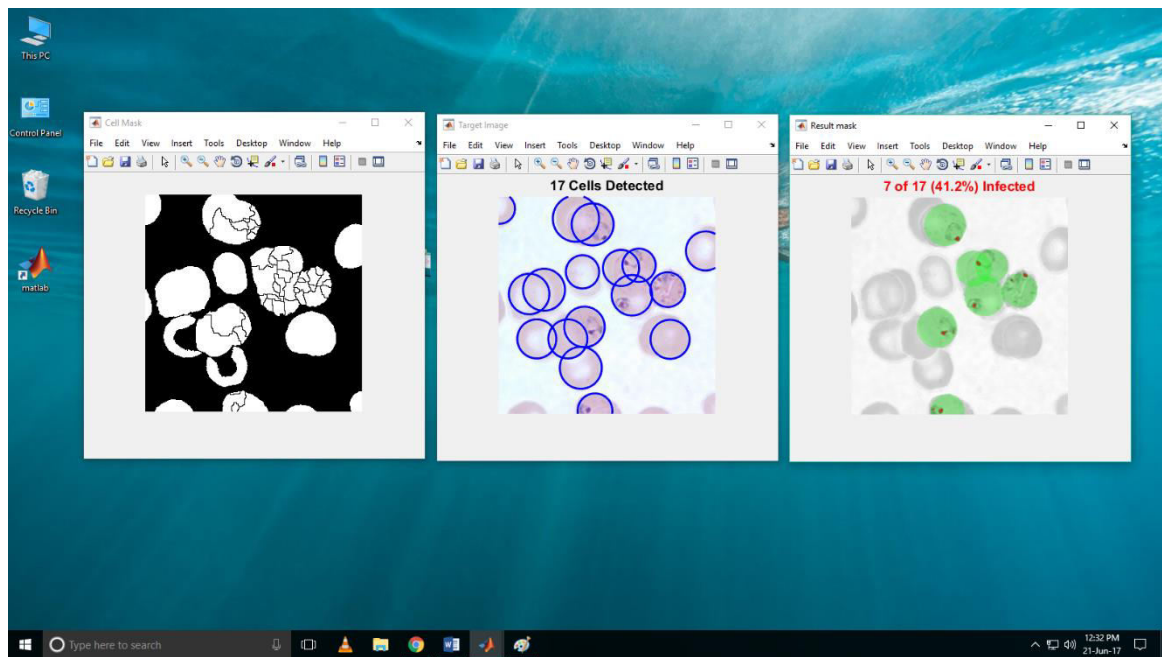 This PC
Control Panel
Recycle Bin
matlab
Cell Mask
File Edit View Insert Tools Desktop Window Help
Target Image
File Edit View Insert Tools Desktop Window Help
17 Cells Detected
Result mask
File Edit View Insert Tools Desktop Window Help
7 of 17 (41.2%) Infected
Type here to search
12:32 PM
21-Jun-17